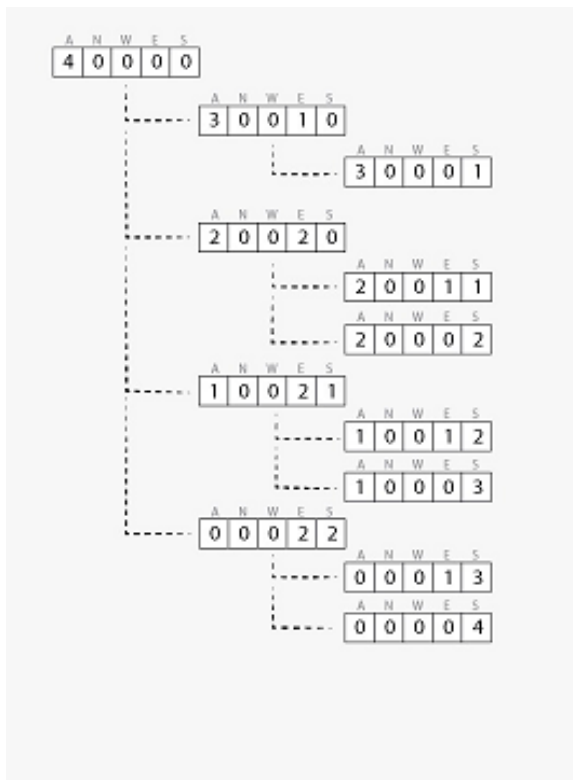 A N W E S
4 0 0 0 0
A N W E S
3 0 0 1 0
A N W E S
3 0 0 0 1
A N W E S
2 0 0 2 0
A N W E S
2 0 0 1 1
A N W E S
2 0 0 0 2
A N W E S
1 0 0 2 1
A N W E S
1 0 0 1 2
A N W E S
1 0 0 0 3
A N W E S
0 0 0 2 2
A N W E S
0 0 0 1 3
A N W E S
0 0 0 0 4